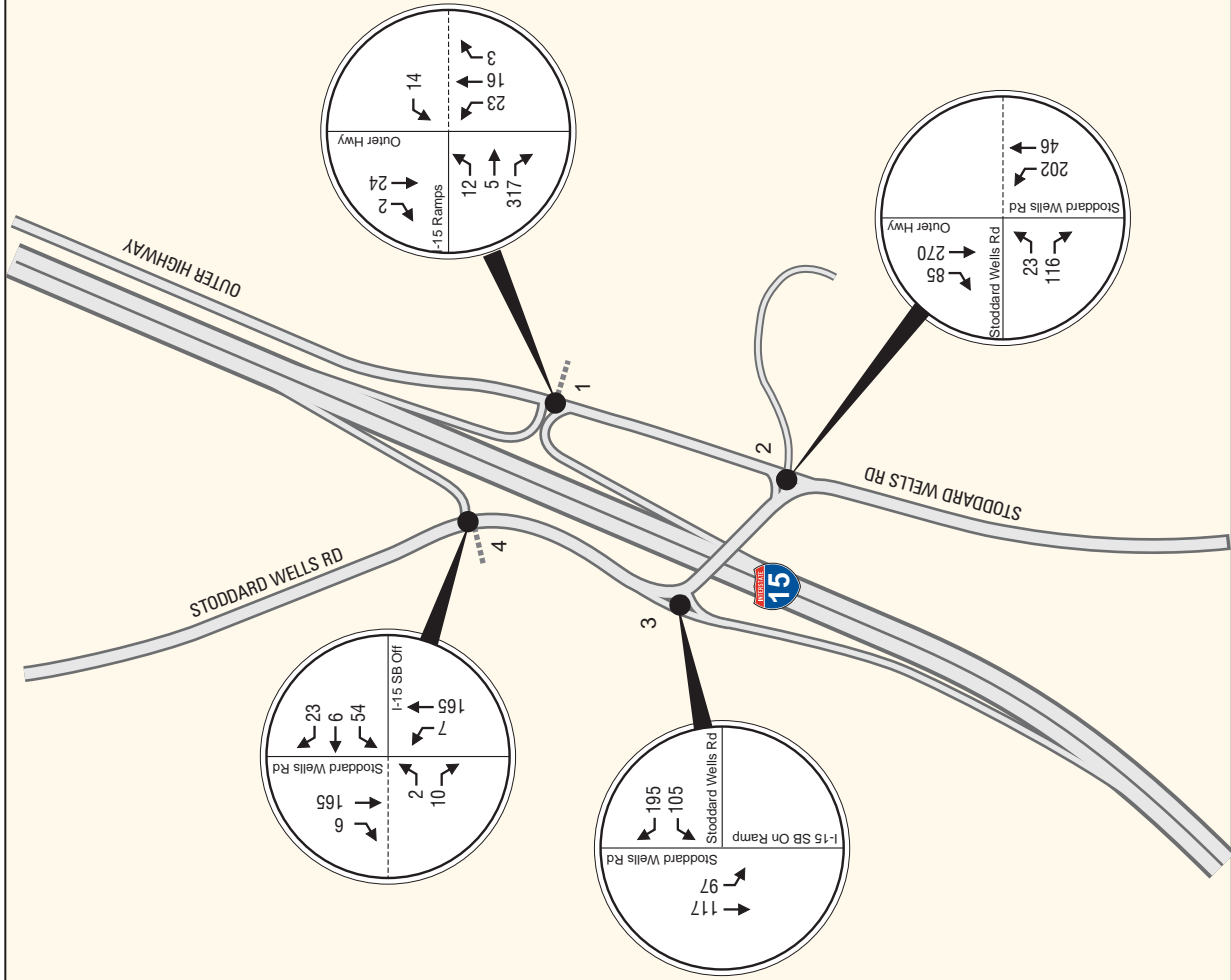 OUTER HIGHWAY
STODDARD WELLS RD
STODDARD WELLS RD
INTERSTATE
15
1
2
3
4
Outer Hwy
-15 Ramps
2
24
14
3
16
23
12
5
317
Outer Hwy
Stoddard Wells Rd
Stoddard Wells Rd
85
270
46
202
23
116
Stoddard Wells Rd
Stoddard Wells Rd
I-15 SB On Ramp
195
105
97
117
Stoddard Wells Rd
I-15 SB Off
23
6
54
165
9
165
7
2
10